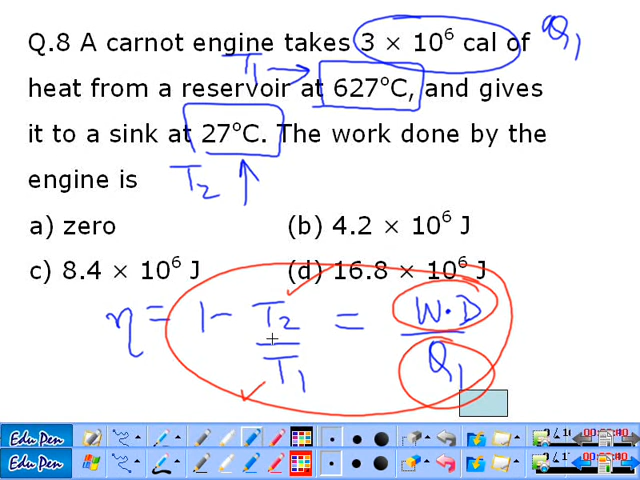 Q.8 A carnot engine takes 3 × 10⁶ cal of Q₁
T₁ →
heat from a reservoir at 627°C, and gives
it to a sink at 27°C. The work done by the
T₂ ↑
engine is
a) zero (b) 4.2 × 10⁶ J
c) 8.4 × 10⁶ J (d) 16.8 × 10⁶ J
η = 1 - T₂/T₁ = W·D/Q₁
Edu Pen
Edu Pen